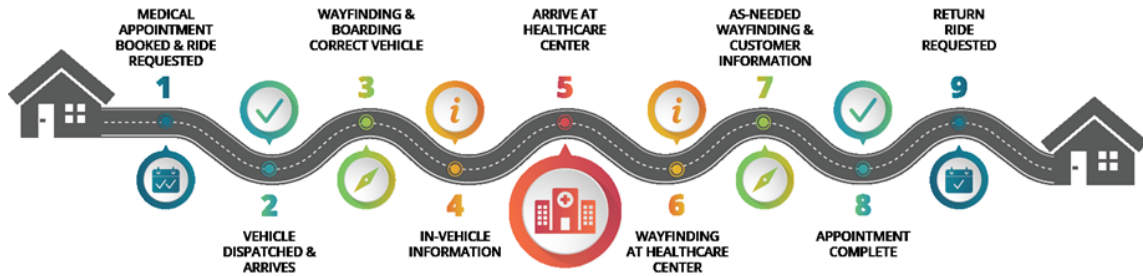 MEDICAL
APPOINTMENT
BOOKED & RIDE
REQUESTED
1
2
VEHICLE
DISPATCHED &
ARRIVES
WAYFINDING &
BOARDING
CORRECT VEHICLE
3
i
4
IN-VEHICLE
INFORMATION
ARRIVE AT
HEALTHCARE
CENTER
5
i
6
WAYFINDING
AT HEALTHCARE
CENTER
AS-NEEDED
WAYFINDING &
CUSTOMER
INFORMATION
7
8
APPOINTMENT
COMPLETE
RETURN
RIDE
REQUESTED
9